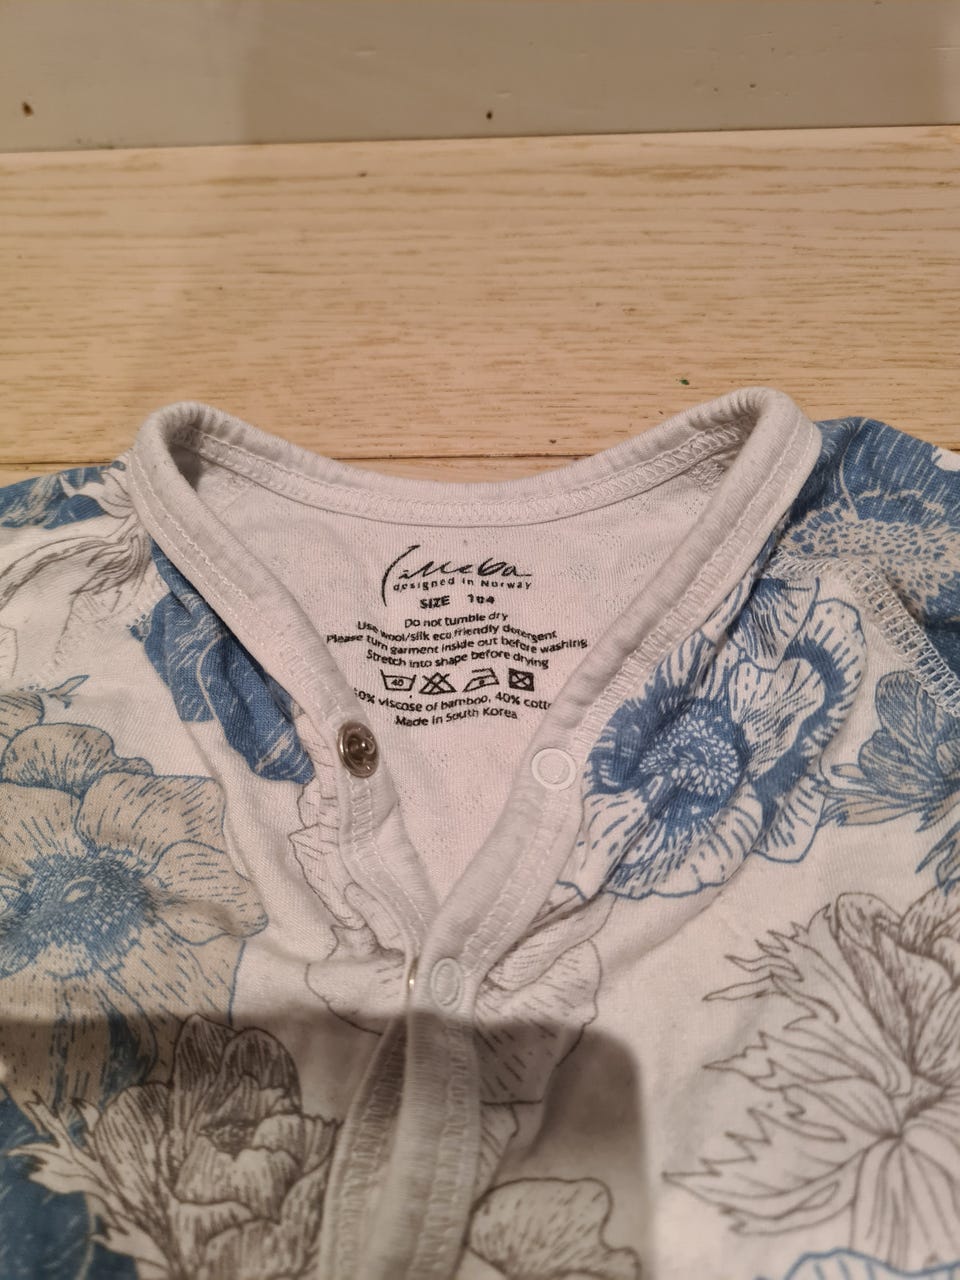 designed in Norway
SIZE 104
Do not tumble dry
Use wool/silk eco friendly detergent
Please turn garment inside out before washing
Stretch into shape before drying
40
0% viscose of bamboo, 40%
Made in South Korea